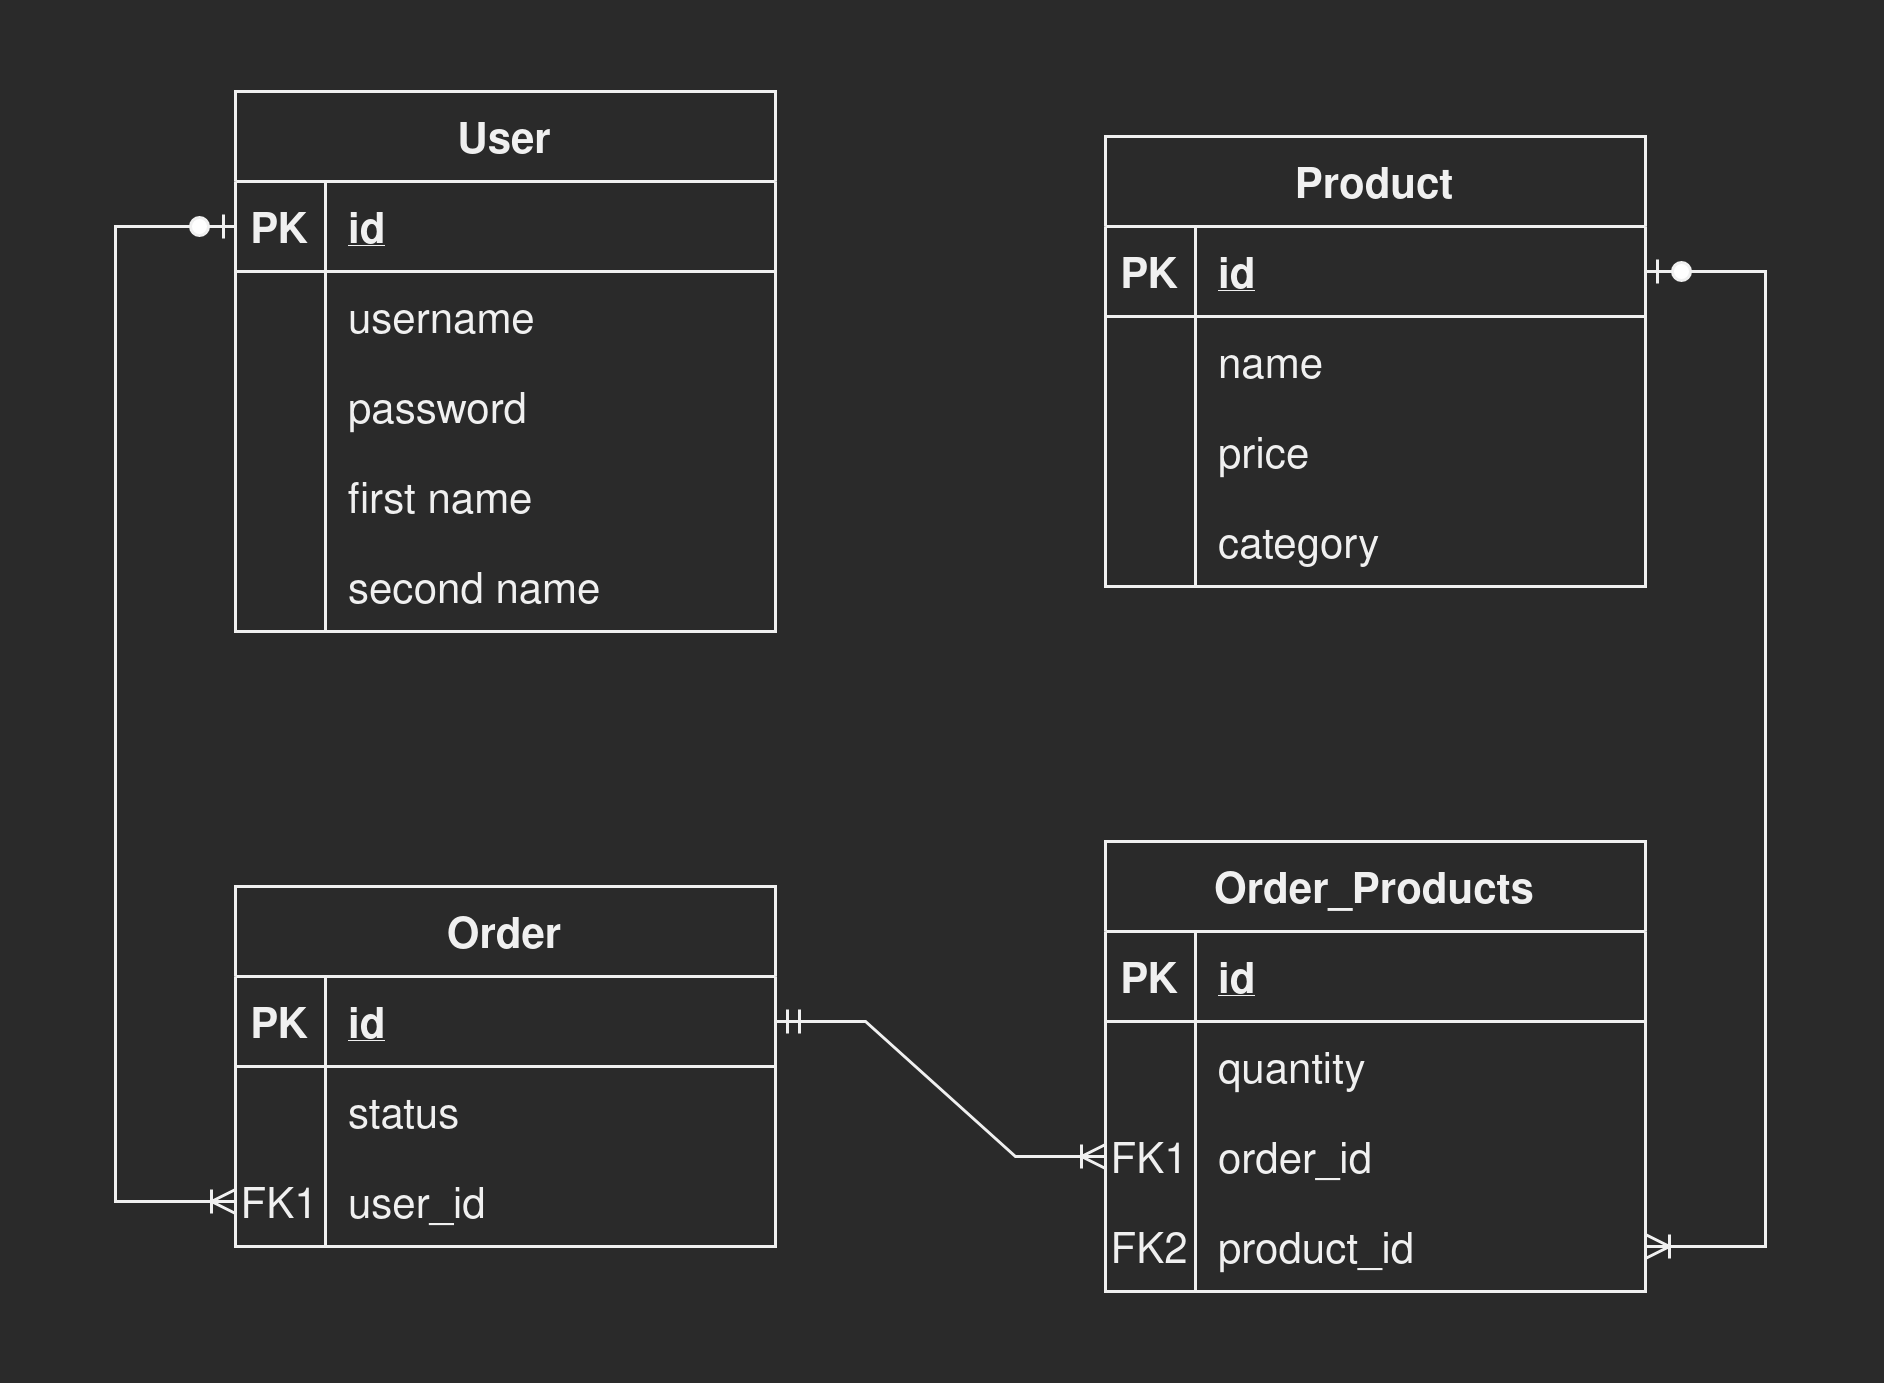 User
PK id
username
password
first name
second name
Product
PK id
name
price
category
Order
PK id
status
FK1 user_id
Order_Products
PK id
quantity
FK1 order_id
FK2 product_id